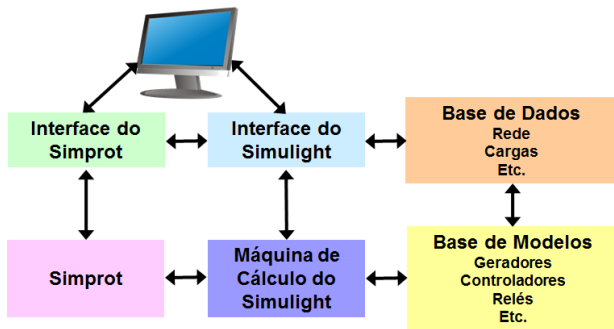 Interface do
Simprot
Interface do
Simulight
Base de Dados
Rede
Cargas
Etc.
Simprot
Máquina de
Cálculo do
Simulight
Base de Modelos
Geradores
Controladores
Relés
Etc.